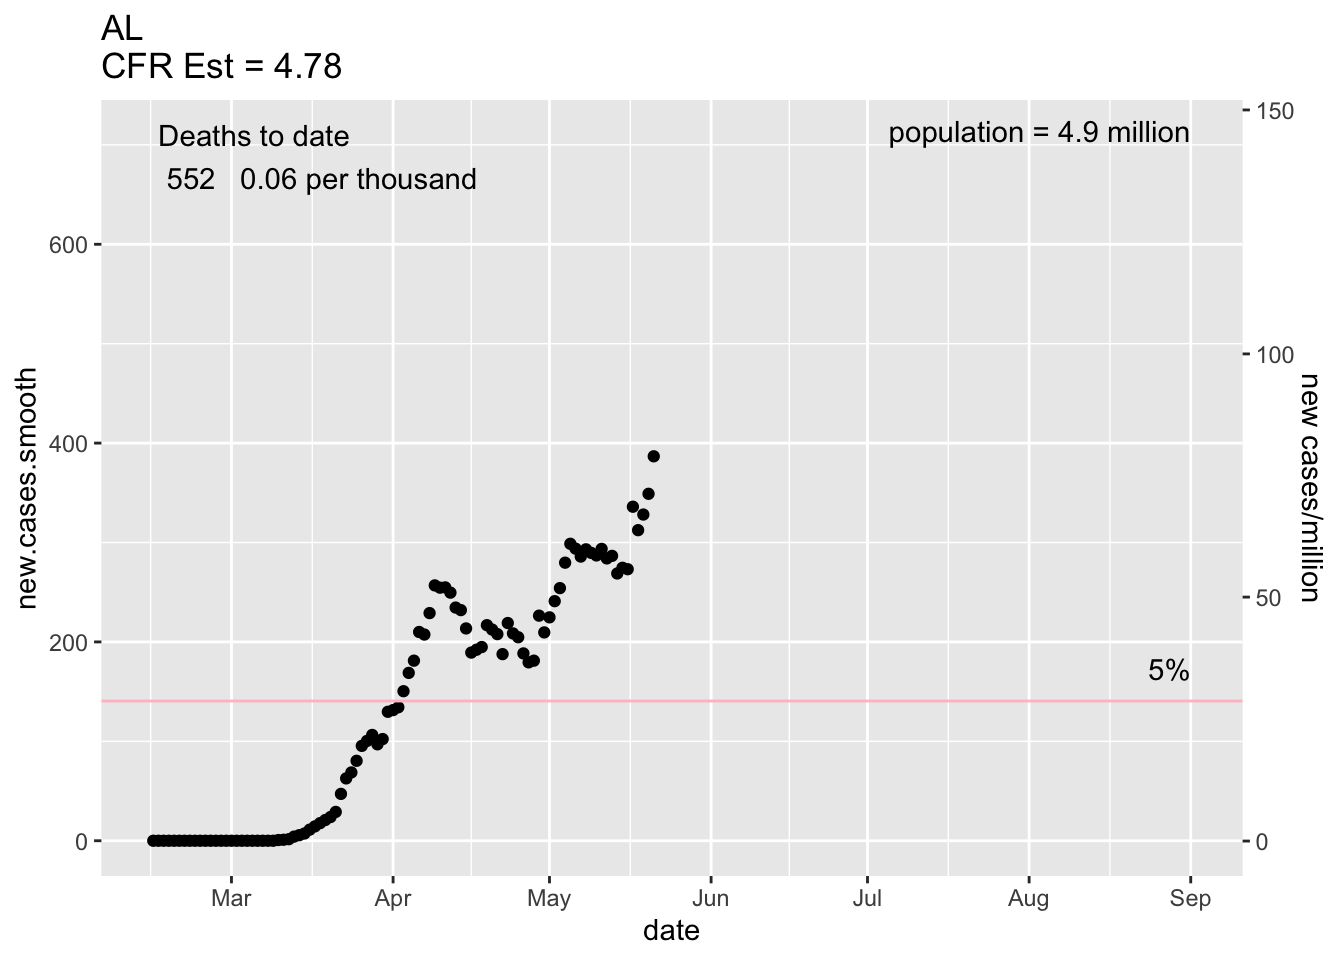 AL
CFR Est = 4.78
Deaths to date
552 0.06 per thousand
population = 4.9 million
5%
new.cases.smooth
600
400
200
0
150
100
50
0
new cases/million
Mar Apr May Jun Jul Aug Sep
date